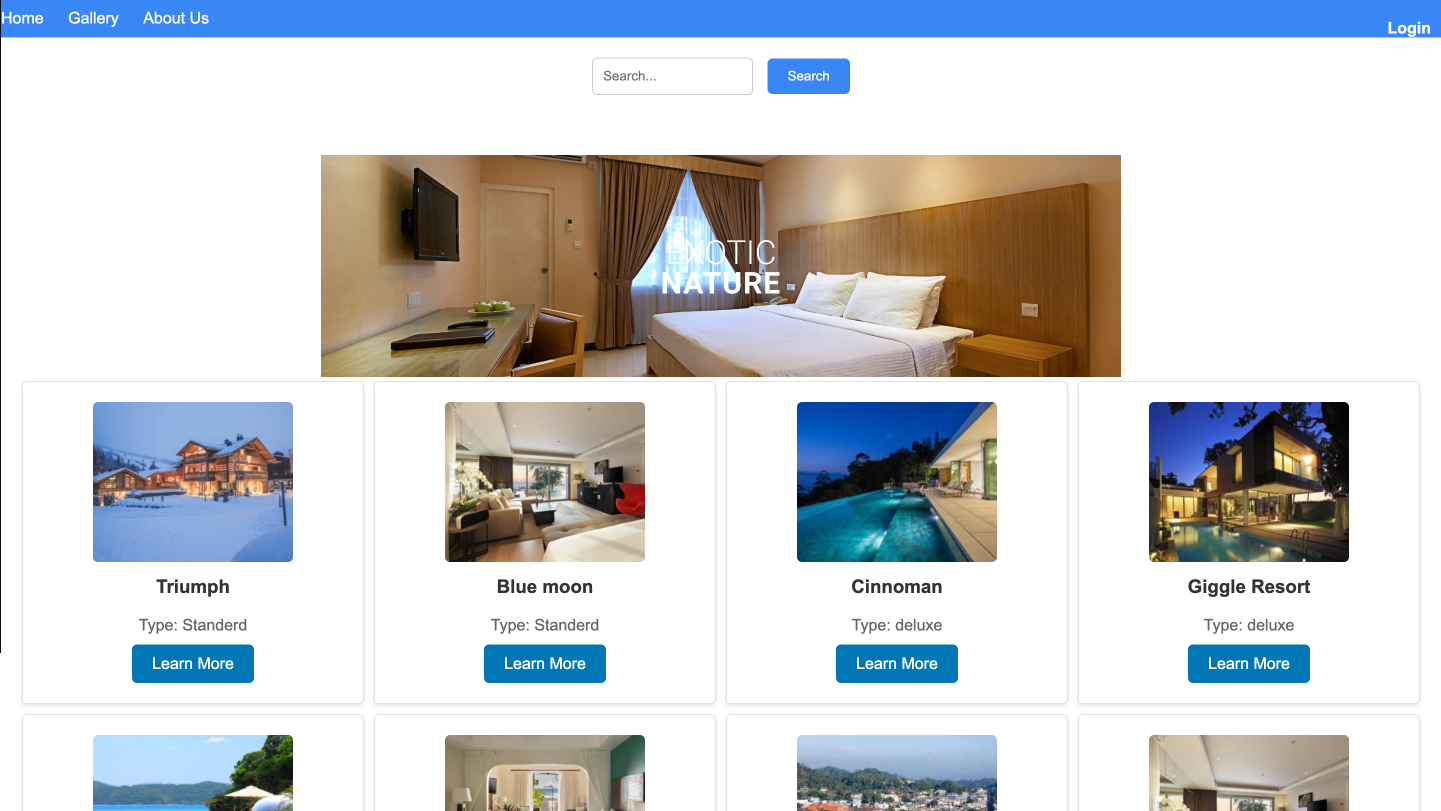 Home Gallery About Us
Login
Search... Search
EXOTIC
NATURE
Triumph Blue moon Cinnoman Giggle Resort
Type: Standerd Type: Standerd Type: deluxe Type: deluxe
Learn More Learn More Learn More Learn More